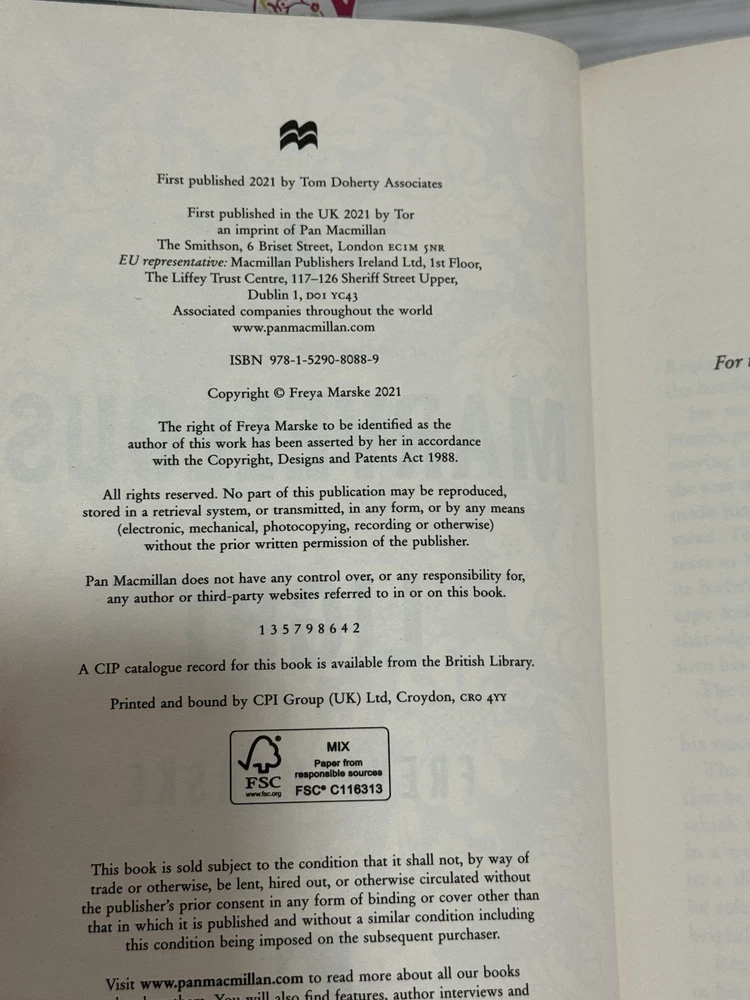 First published 2021 by Tom Doherty Associates
First published in the UK 2021 by Tor
an imprint of Pan Macmillan
The Smithson, 6 Briset Street, London EC1M 5NR
EU representative: Macmillan Publishers Ireland Ltd, 1st Floor,
The Liffey Trust Centre, 117–126 Sheriff Street Upper,
Dublin 1, D01 YC43
Associated companies throughout the world
www.panmacmillan.com
ISBN 978-1-5290-8088-9
Copyright © Freya Marske 2021
The right of Freya Marske to be identified as the
author of this work has been asserted by her in accordance
with the Copyright, Designs and Patents Act 1988.
All rights reserved. No part of this publication may be reproduced,
stored in a retrieval system, or transmitted, in any form, or by any means
(electronic, mechanical, photocopying, recording or otherwise)
without the prior written permission of the publisher.
Pan Macmillan does not have any control over, or any responsibility for,
any author or third-party websites referred to in or on this book.
1 3 5 7 9 8 6 4 2
A CIP catalogue record for this book is available from the British Library.
Printed and bound by CPI Group (UK) Ltd, Croydon, CR0 4YY
FSC
www.fsc.org
MIX
Paper from
responsible sources
FSC® C116313
This book is sold subject to the condition that it shall not, by way of
trade or otherwise, be lent, hired out, or otherwise circulated without
the publisher's prior consent in any form of binding or cover other than
that in which it is published and without a similar condition including
this condition being imposed on the subsequent purchaser.
Visit www.panmacmillan.com to read more about all our books
You will also find features, author interviews and
For